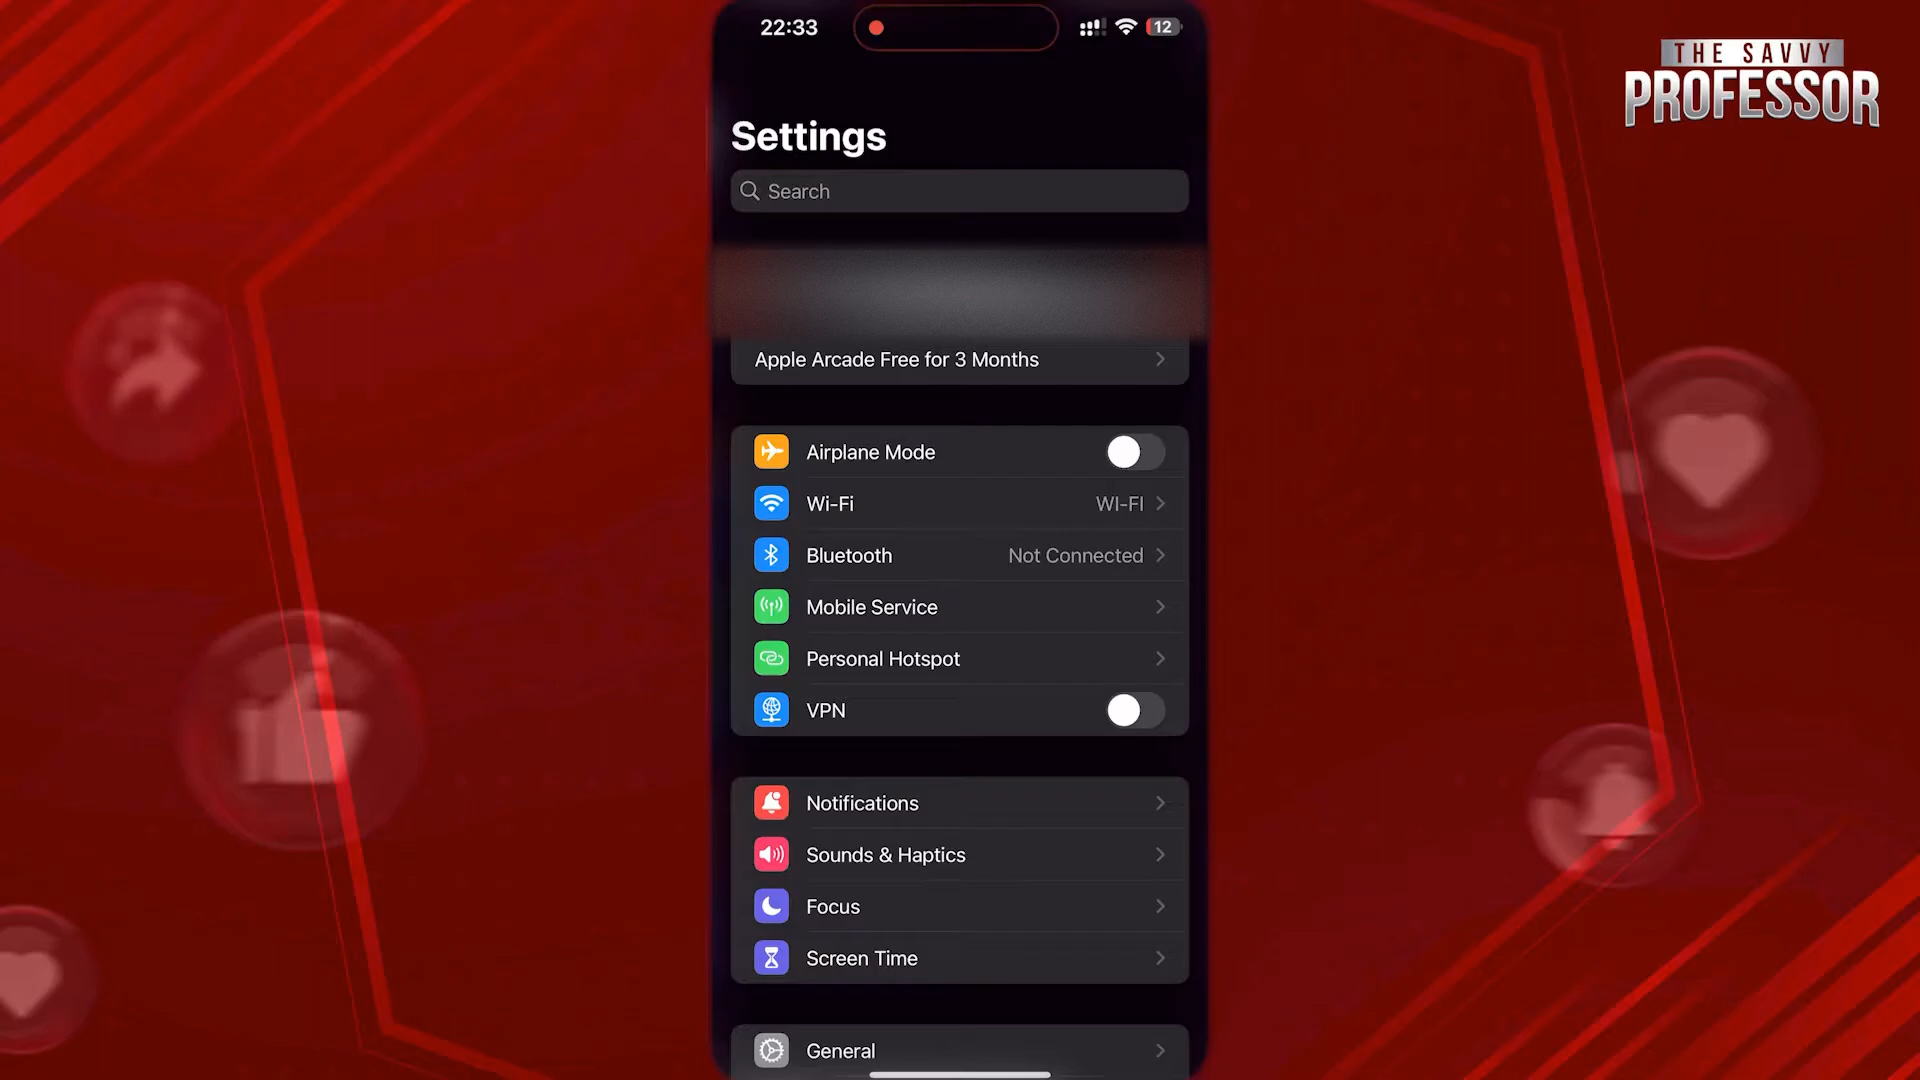 22:33
12
THE SAVVY
PROFESSOR
Settings
Search
Apple Arcade Free for 3 Months
Airplane Mode
Wi-Fi WI-FI
Bluetooth Not Connected
Mobile Service
Personal Hotspot
VPN
Notifications
Sounds & Haptics
Focus
Screen Time
General